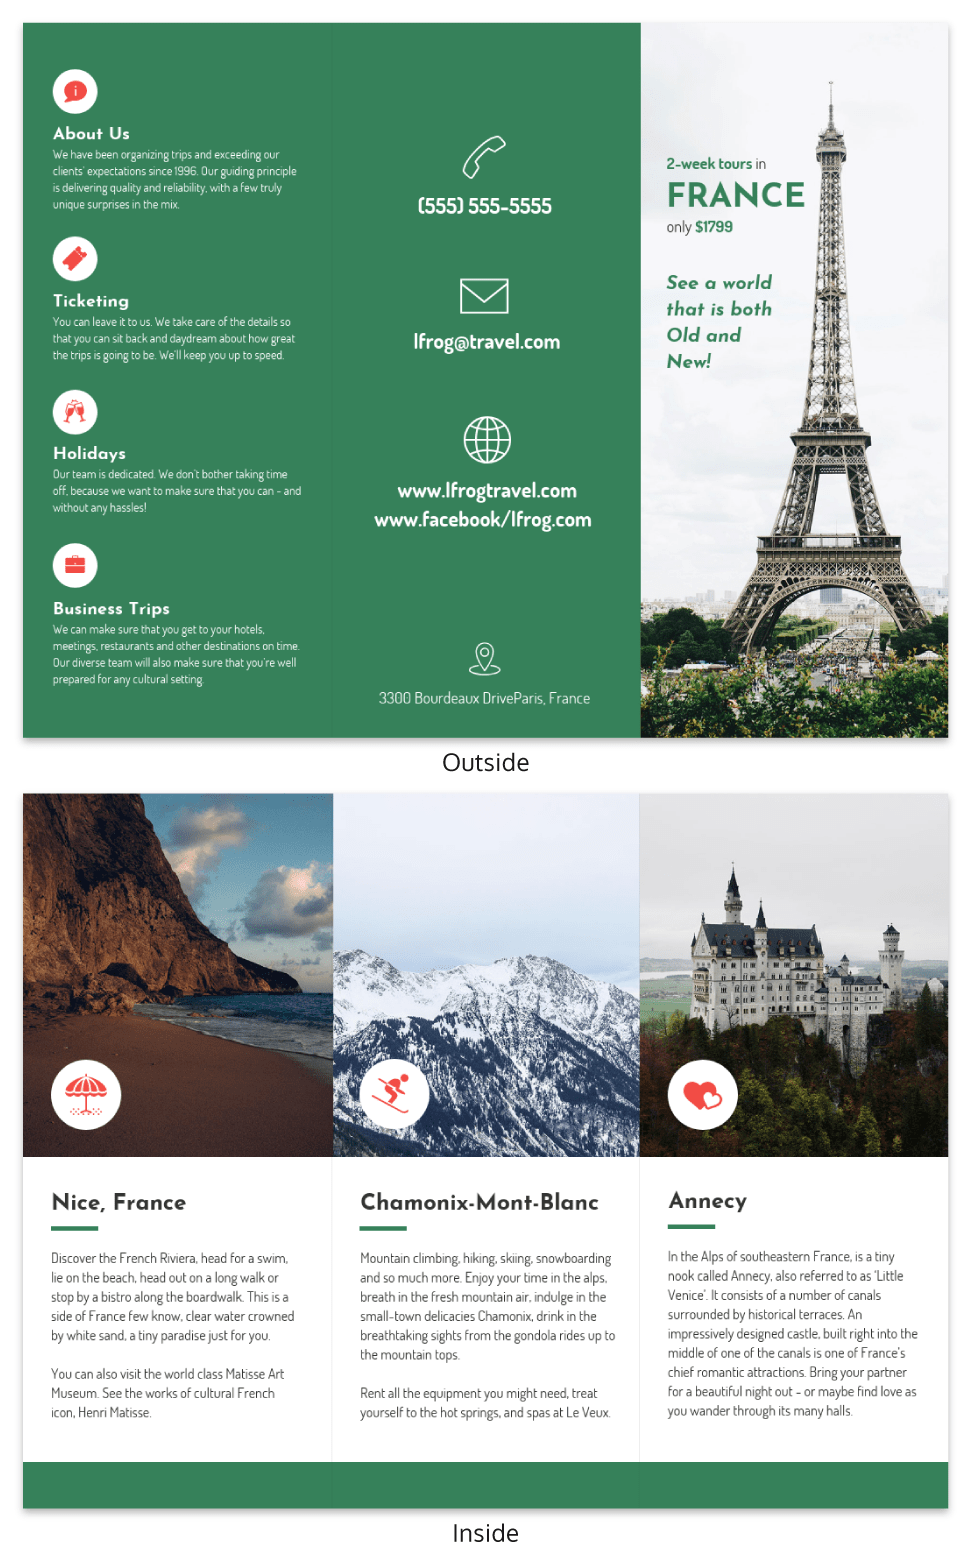 About Us
We have been organizing trips and exceeding our
clients' expectations since 1996. Our guiding principle
is delivering quality and reliability, with a few truly
unique surprises in the mix.
Ticketing
You can leave it to us. We take care of the details so
that you can sit back and daydream about how great
the trips is going to be. We'll keep you up to speed.
Holidays
Our team is dedicated. We don't bother taking time
off, because we want to make sure that you can - and
without any hassles!
Business Trips
We can make sure that you get to your hotels,
meetings, restaurants and other destinations on time.
Our diverse team will also make sure that you're well
prepared for any cultural setting.
(555) 555-5555
lfrog@travel.com
www.lfrogtravel.com
www.facebook/lfrog.com
3300 Bourdeaux DriveParis, France
2-week tours in
FRANCE
only $1799
See a world
that is both
Old and
New!
Outside
Nice, France
Discover the French Riviera, head for a swim,
lie on the beach, head out on a long walk or
stop by a bistro along the boardwalk. This is a
side of France few know, clear water crowned
by white sand, a tiny paradise just for you.
You can also visit the world class Matisse Art
Museum. See the works of cultural French
icon, Henri Matisse.
Chamonix-Mont-Blanc
Mountain climbing, hiking, skiing, snowboarding
and so much more. Enjoy your time in the alps,
breath in the fresh mountain air, indulge in the
small-town delicacies Chamonix, drink in the
breathtaking sights from the gondola rides up to
the mountain tops.
Rent all the equipment you might need, treat
yourself to the hot springs, and spas at Le Veux.
Annecy
In the Alps of southeastern France, is a tiny
nook called Annecy, also referred to as 'Little
Venice'. It consists of a number of canals
surrounded by historical terraces. An
impressively designed castle, built right into the
middle of one of the canals is one of France's
chief romantic attractions. Bring your partner
for a beautiful night out - or maybe find love as
you wander through its many halls.
Inside